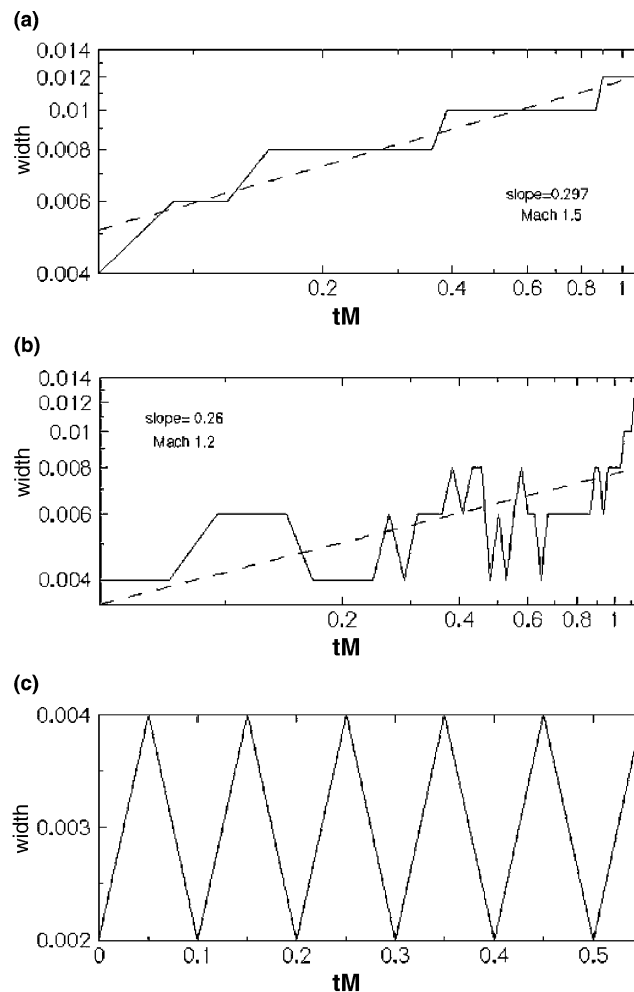 (a)
0.014
0.012
0.01
0.008
0.006
0.004
width
slope=0.297
Mach 1.5
0.2 0.4 0.6 0.8 1
tM
(b)
0.014
0.012
0.01
0.008
0.006
0.004
width
slope= 0.26
Mach 1.2
0.2 0.4 0.6 0.8 1
tM
(c)
0.004
0.003
0.002
width
0 0.1 0.2 0.3 0.4 0.5
tM